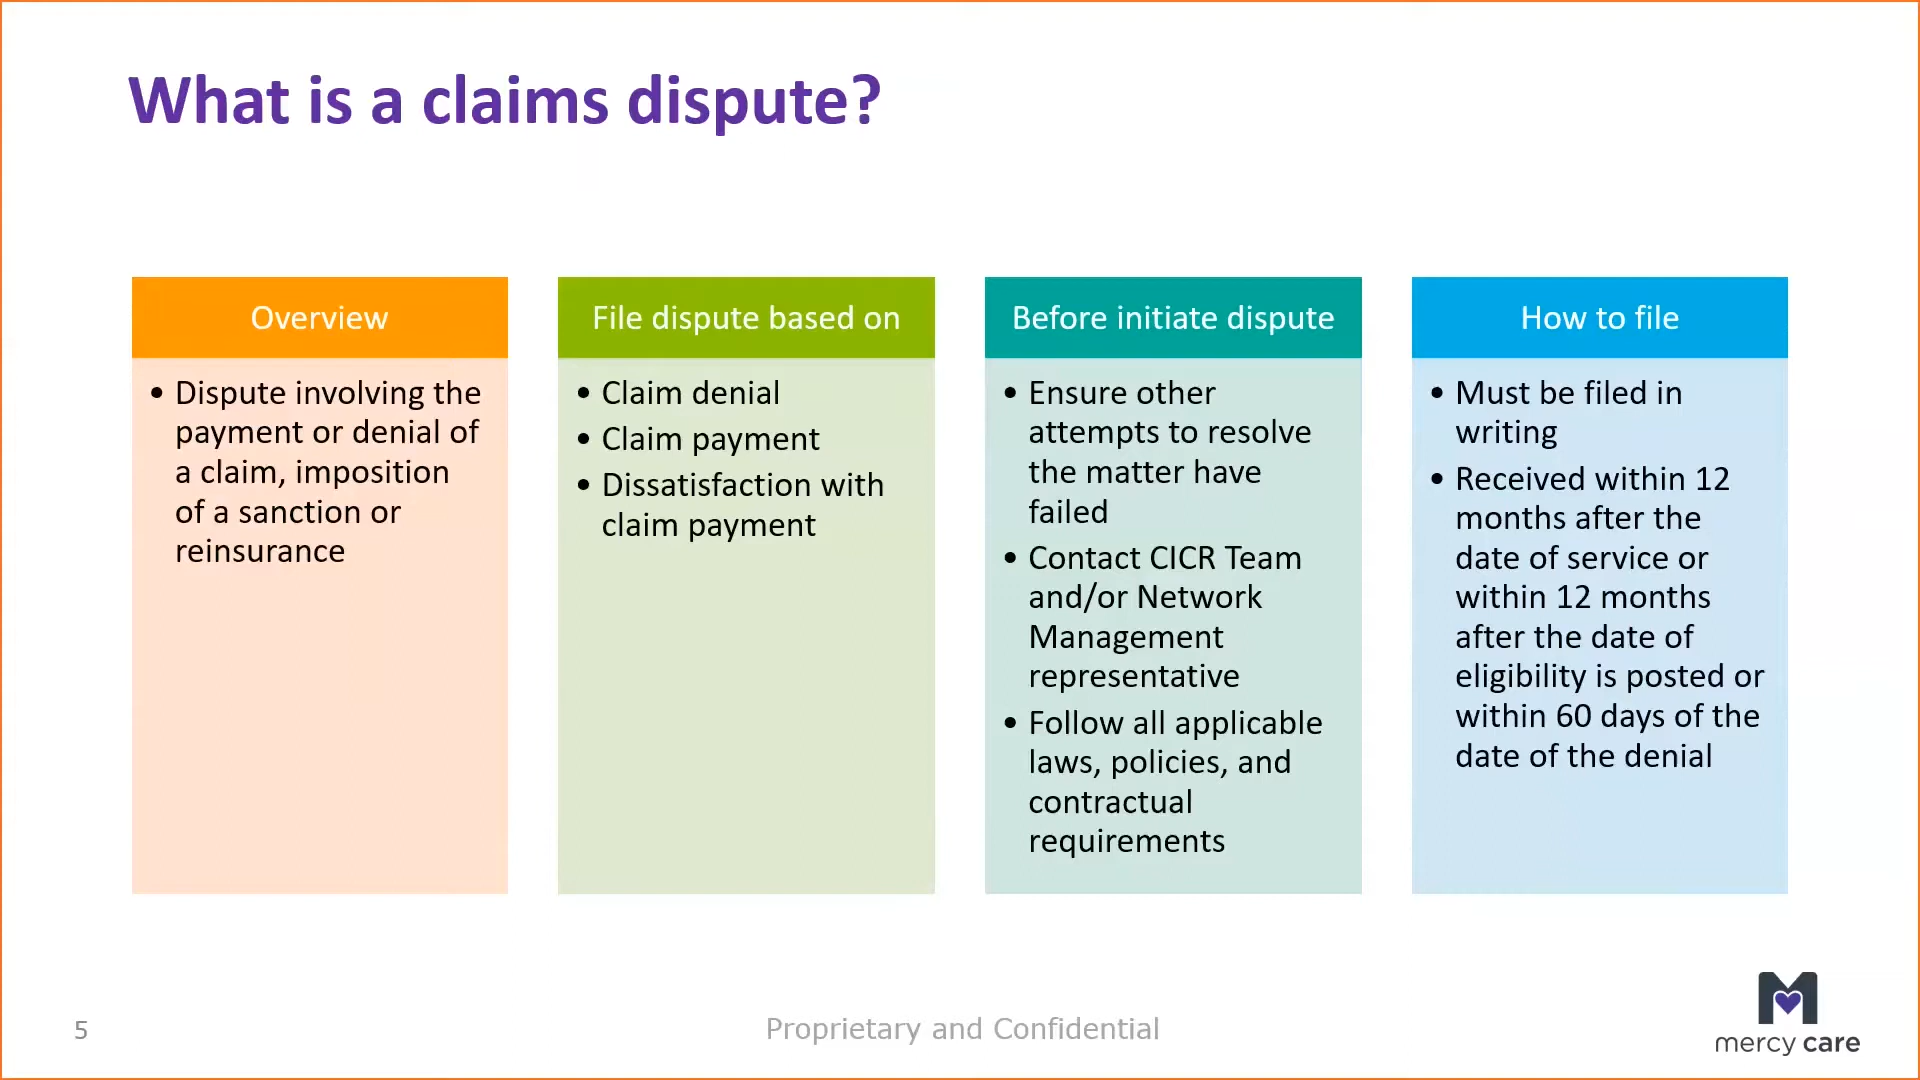 What is a claims dispute?
Overview
• Dispute involving the
payment or denial of
a claim, imposition
of a sanction or
reinsurance
File dispute based on
• Claim denial
• Claim payment
• Dissatisfaction with
claim payment
Before initiate dispute
• Ensure other
attempts to resolve
the matter have
failed
• Contact CICR Team
and/or Network
Management
representative
• Follow all applicable
laws, policies, and
contractual
requirements
How to file
• Must be filed in
writing
• Received within 12
months after the
date of service or
within 12 months
after the date of
eligibility is posted or
within 60 days of the
date of the denial
5
Proprietary and Confidential
mercy care